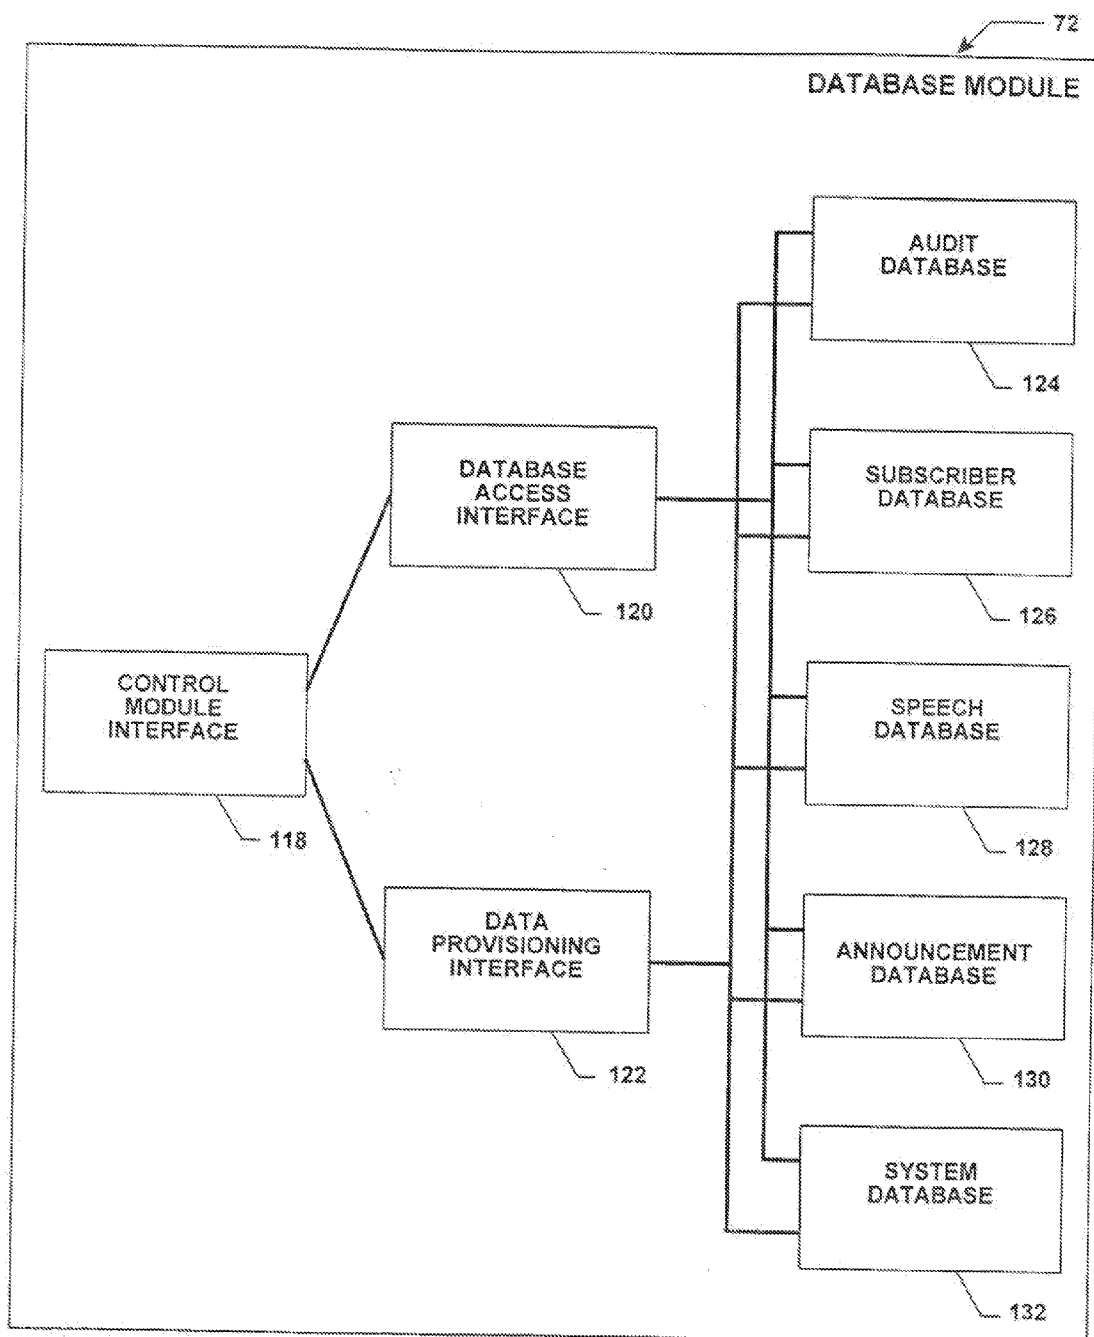 72
DATABASE MODULE
AUDIT
DATABASE
124
DATABASE
ACCESS
INTERFACE
120
SUBSCRIBER
DATABASE
126
CONTROL
MODULE
INTERFACE
118
SPEECH
DATABASE
128
DATA
PROVISIONING
INTERFACE
122
ANNOUNCEMENT
DATABASE
130
SYSTEM
DATABASE
132